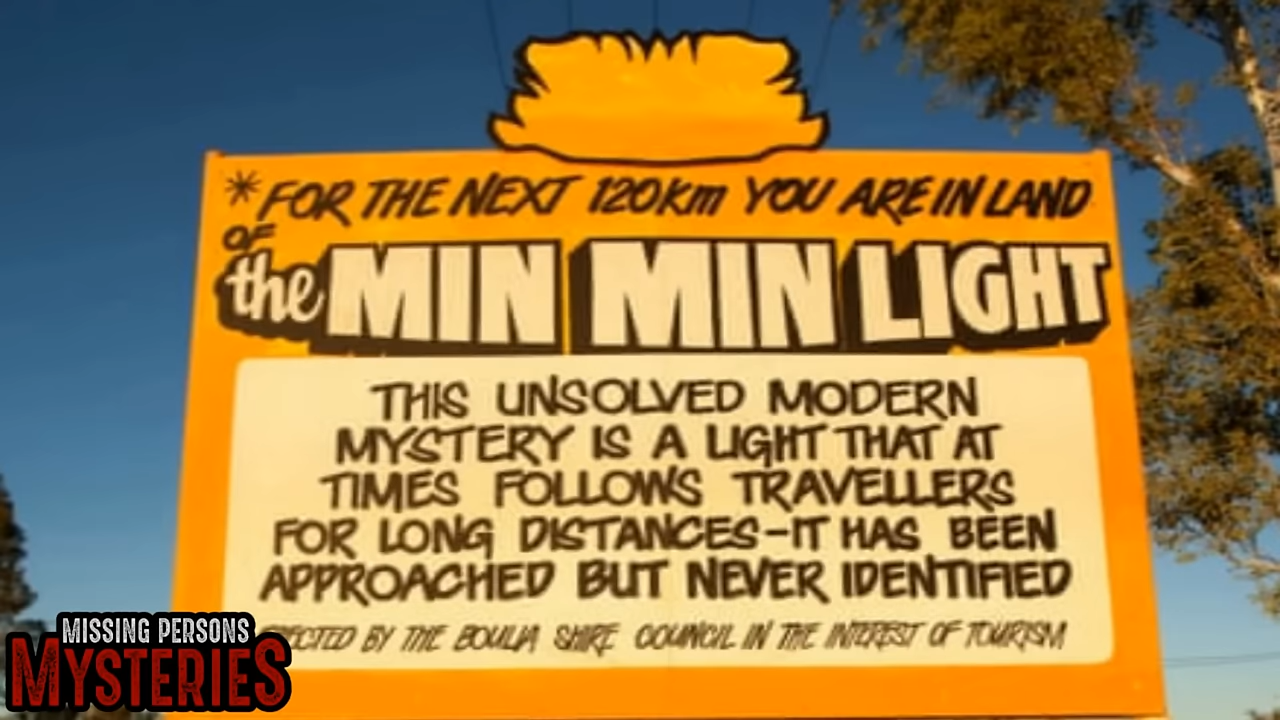 * FOR THE NEXT 120Km YOU ARE IN LAND
OF
the MIN MIN LIGHT
THIS UNSOLVED MODERN
MYSTERY IS A LIGHT THAT AT
TIMES FOLLOWS TRAVELLERS
FOR LONG DISTANCES-IT HAS BEEN
APPROACHED BUT NEVER IDENTIFIED
ERECTED BY THE BOULIA SHIRE COUNCIL IN THE INTEREST OF TOURISM
MISSING PERSONS
MYSTERIES